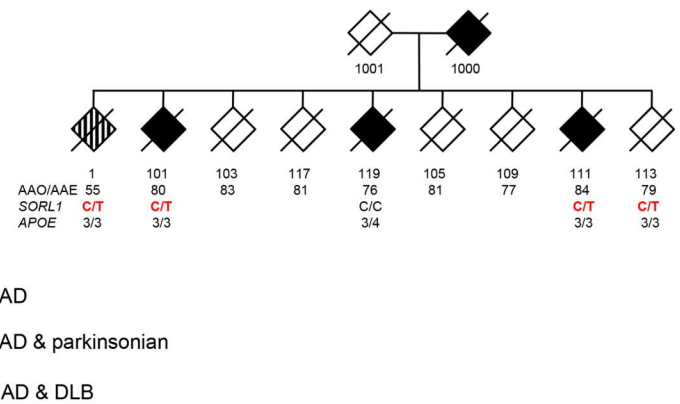 1001 1000
1 101 103 117 119 105 109 111 113
AAO/AAE 55 80 83 81 76 81 77 84 79
SORL1 C/T C/T C/C C/T C/T
APOE 3/3 3/3 3/4 3/3 3/3
AD
AD & parkinsonian
AD & DLB